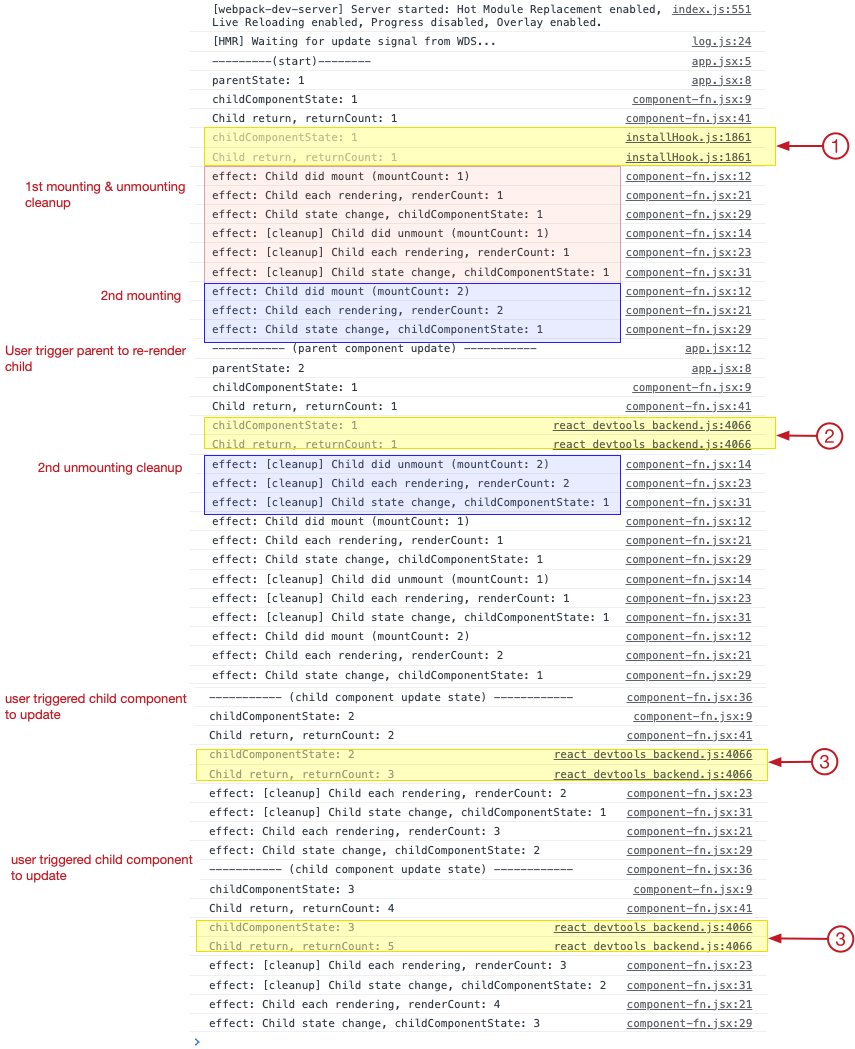 [webpack-dev-server] Server started: Hot Module Replacement enabled, index.js:551
Live Reloading enabled, Progress disabled, Overlay enabled.
[HMR] Waiting for update signal from WDS... log.js:24
---------(start)-------- app.jsx:5
parentState: 1 app.jsx:8
childComponentState: 1 component-fn.jsx:9
Child return, returnCount: 1 component-fn.jsx:41
childComponentState: 1 installHook.js:1861
1
Child return, returnCount: 1 installHook.js:1861
1st mounting & unmounting
cleanup
effect: Child did mount (mountCount: 1) component-fn.jsx:12
effect: Child each rendering, renderCount: 1 component-fn.jsx:21
effect: Child state changing, childComponentState: 1 component-fn.jsx:29
effect: [cleanup] Child did unmount (mountCount: 1) component-fn.jsx:14
effect: [cleanup] Child each rendering, renderCount: 1 component-fn.jsx:23
effect: [cleanup] Child state change, childComponentState: 1 component-fn.jsx:31
2nd mounting
effect: Child did mount (mountCount: 2) component-fn.jsx:12
effect: Child each rendering, renderCount: 2 component-fn.jsx:21
effect: Child state changing, childComponentState: 1 component-fn.jsx:29
User trigger parent to re-render
child
----------- (parent component update) ----------- app.jsx:12
parentState: 2 app.jsx:8
childComponentState: 1 component-fn.jsx:9
Child return, returnCount: 1 component-fn.jsx:41
childComponentState: 1 react_devtools_backend.js:4066
2
Child return, returnCount: 1 react_devtools_backend.js:4066
2nd unmounting cleanup
effect: [cleanup] Child did unmount (mountCount: 2) component-fn.jsx:14
effect: [cleanup] Child each rendering, renderCount: 2 component-fn.jsx:23
effect: [cleanup] Child state change, childComponentState: 1 component-fn.jsx:31
effect: Child did mount (mountCount: 1) component-fn.jsx:12
effect: Child each rendering, renderCount: 1 component-fn.jsx:21
effect: Child state changing, childComponentState: 1 component-fn.jsx:29
effect: [cleanup] Child did unmount (mountCount: 1) component-fn.jsx:14
effect: [cleanup] Child each rendering, renderCount: 1 component-fn.jsx:23
effect: [cleanup] Child state change, childComponentState: 1 component-fn.jsx:31
effect: Child did mount (mountCount: 2) component-fn.jsx:12
effect: Child each rendering, renderCount: 2 component-fn.jsx:21
effect: Child state changing, childComponentState: 1 component-fn.jsx:29
user triggered child component
to update
----------- (child component update state) ------------ component-fn.jsx:36
childComponentState: 2 component-fn.jsx:9
Child return, returnCount: 2 component-fn.jsx:41
childComponentState: 2 react_devtools_backend.js:4066
3
Child return, returnCount: 3 react_devtools_backend.js:4066
effect: [cleanup] Child each rendering, renderCount: 2 component-fn.jsx:23
effect: [cleanup] Child state change, childComponentState: 1 component-fn.jsx:31
effect: Child each rendering, renderCount: 3 component-fn.jsx:21
effect: Child state changing, childComponentState: 2 component-fn.jsx:29
user triggered child component
to update
----------- (child component update state) ------------ component-fn.jsx:36
childComponentState: 3 component-fn.jsx:9
Child return, returnCount: 4 component-fn.jsx:41
childComponentState: 3 react_devtools_backend.js:4066
3
Child return, returnCount: 5 react_devtools_backend.js:4066
effect: [cleanup] Child each rendering, renderCount: 3 component-fn.jsx:23
effect: [cleanup] Child state change, childComponentState: 2 component-fn.jsx:31
effect: Child each rendering, renderCount: 4 component-fn.jsx:21
effect: Child state changing, childComponentState: 3 component-fn.jsx:29